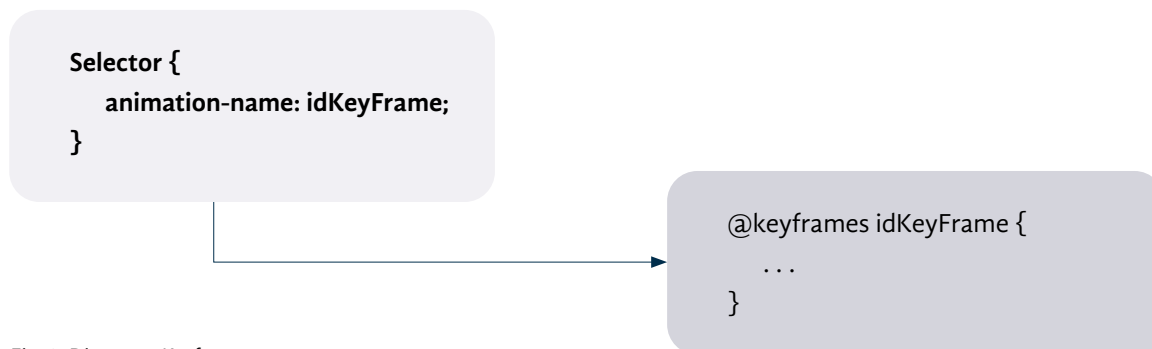 Selector {
animation-name: idKeyFrame;
}
@keyframes idKeyFrame {
...
}